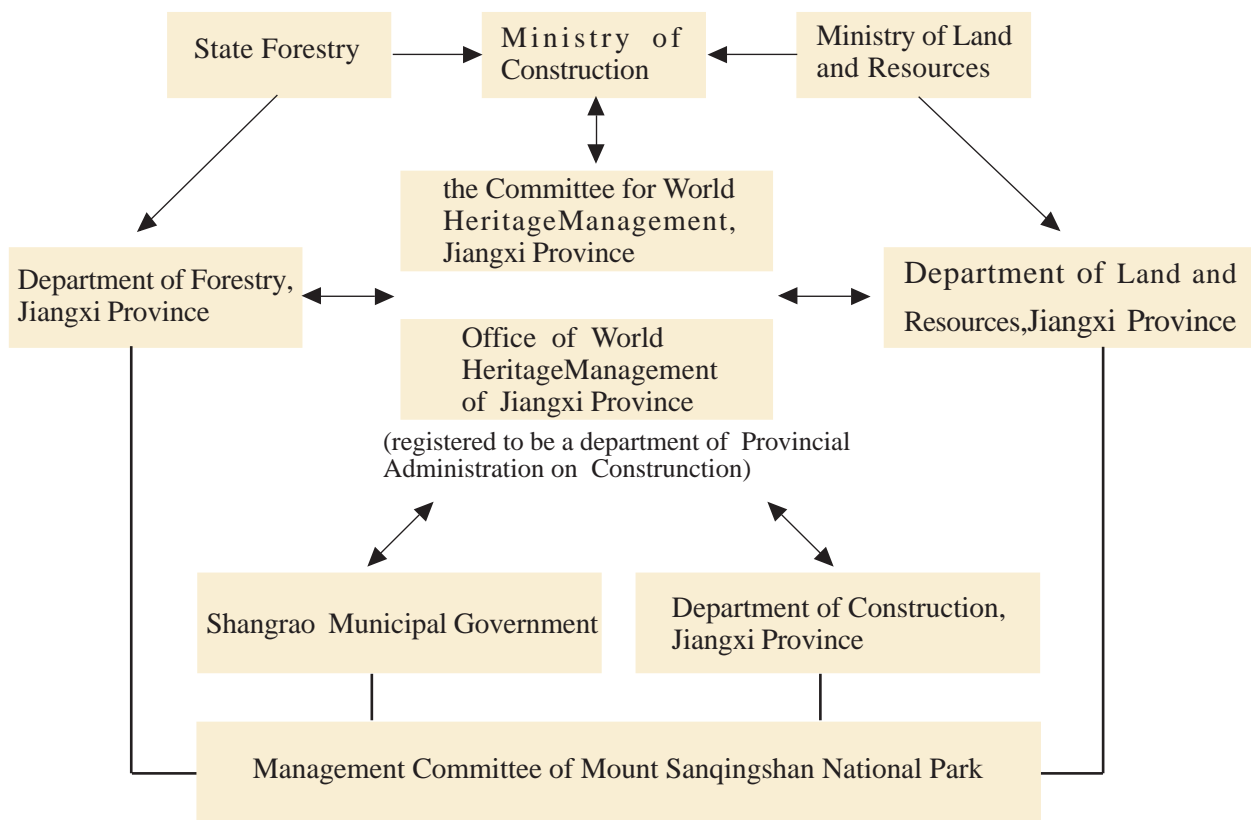 State Forestry
Ministry of
Construction
Ministry of Land
and Resources
the Committee for World
HeritageManagement,
Jiangxi Province
Department of Forestry,
Jiangxi Province
Department of Land and
Resources,Jiangxi Province
Office of World
HeritageManagement
of Jiangxi Province
(registered to be a department of Provincial
Administration on Construnction)
Shangrao Municipal Government
Department of Construction,
Jiangxi Province
Management Committee of Mount Sanqingshan National Park